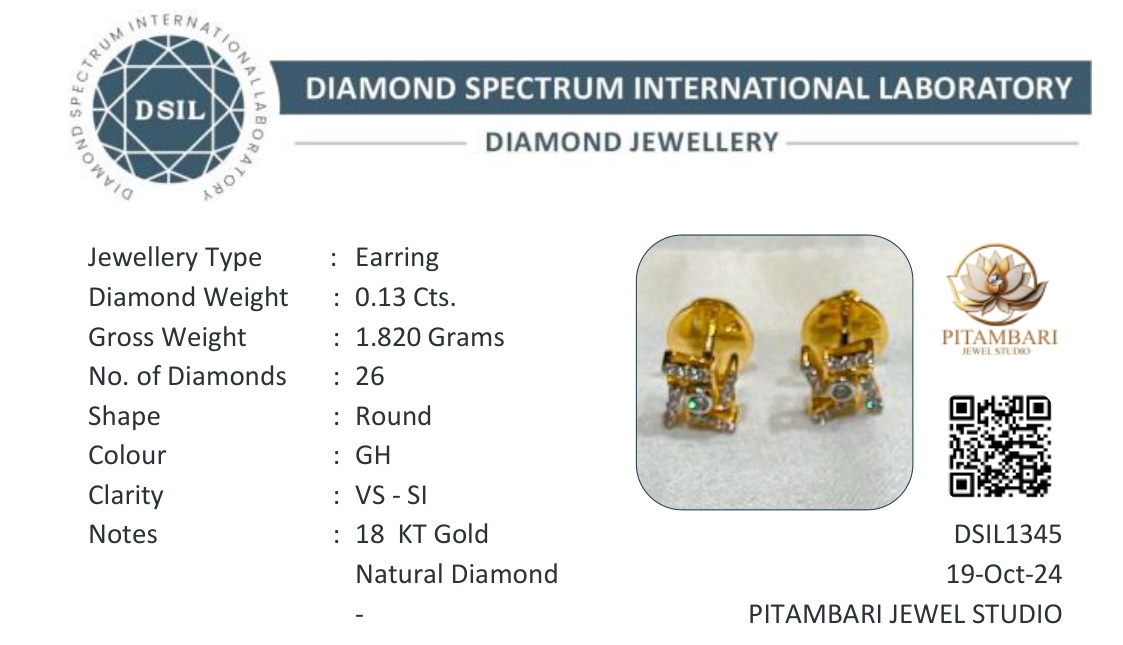 DIAMOND SPECTRUM INTERNATIONAL LABORATORY
DSIL
DIAMOND SPECTRUM INTERNATIONAL LABORATORY
DIAMOND JEWELLERY
Jewellery Type : Earring
Diamond Weight : 0.13 Cts.
Gross Weight : 1.820 Grams
No. of Diamonds : 26
Shape : Round
Colour : GH
Clarity : VS - SI
Notes : 18 KT Gold
Natural Diamond
-
PITAMBARI
JEWEL STUDIO
DSIL1345
19-Oct-24
PITAMBARI JEWEL STUDIO